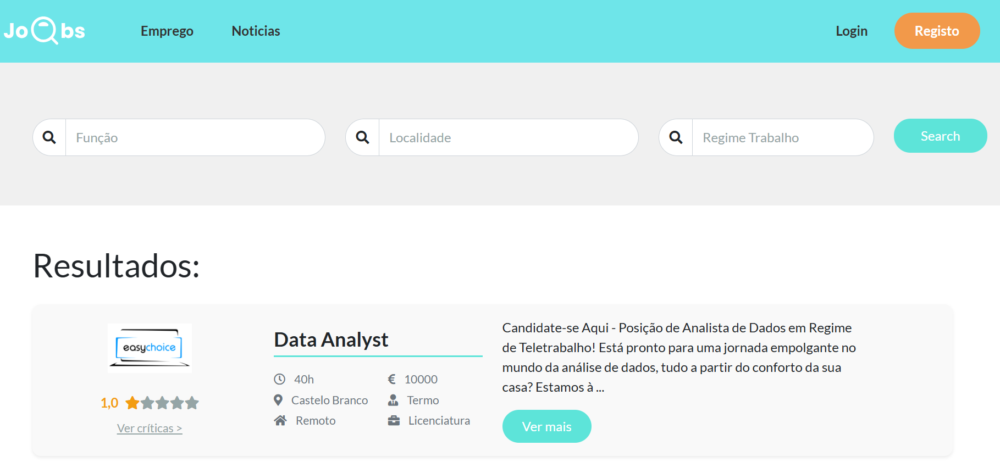 JoObs
Emprego
Noticias
Login
Registo
Função
Localidade
Regime Trabalho
Search
Resultados:
easychoice
1,0
Ver críticas >
Data Analyst
40h
€ 10000
Castelo Branco
Termo
Remoto
Licenciatura
Candidate-se Aqui - Posição de Analista de Dados em Regime
de Teletrabalho! Está pronto para uma jornada empolgante no
mundo da análise de dados, tudo a partir do conforto da sua
casa? Estamos à ...
Ver mais